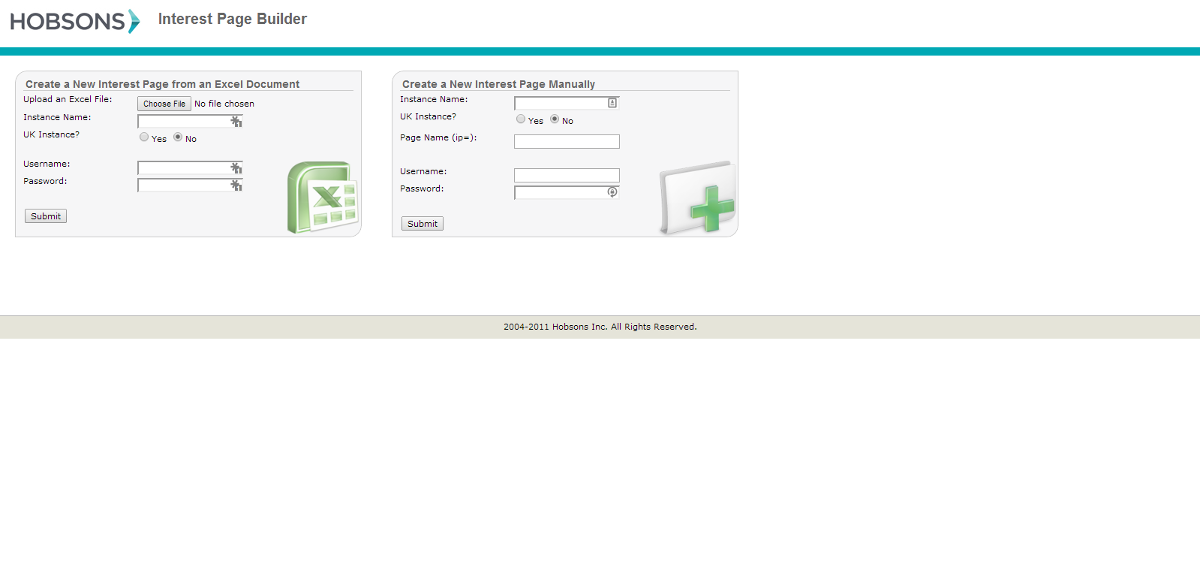 HOBSONS Interest Page Builder
Create a New Interest Page from an Excel Document
Upload an Excel File: Choose File No file chosen
Instance Name:
UK Instance? Yes No
Username:
Password:
Submit
Create a New Interest Page Manually
Instance Name:
UK Instance? Yes No
Page Name (ip=):
Username:
Password:
Submit
2004-2011 Hobsons Inc. All Rights Reserved.